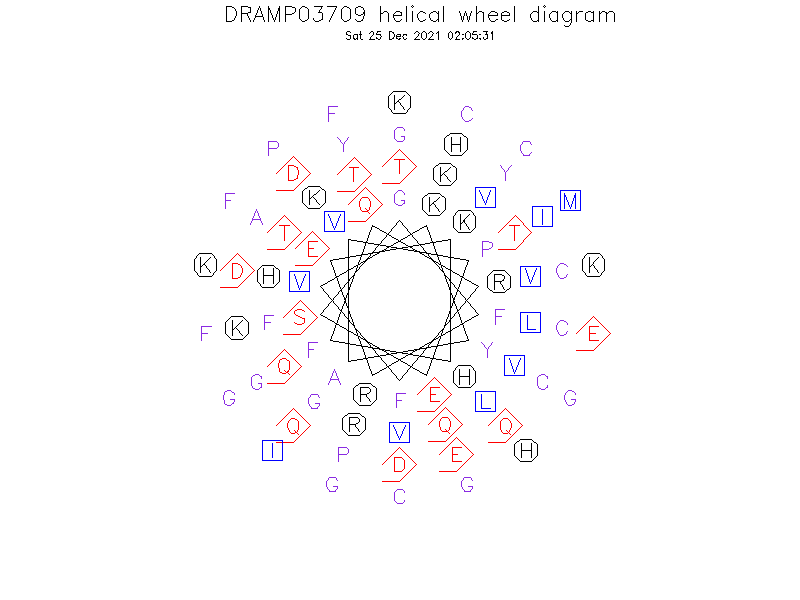 DRAMP03709 helical wheel diagram
Sat 25 Dec 2021 02:05:31
K
F C
G
Y H
P C
T
D T K Y
K Q G K V M
F A V K I
T E P T
K D H V R V C K
F K F S F L C E
F Y
G G Q A H V C G
G R F E L
Q R V Q Q
I P D E H
G C G